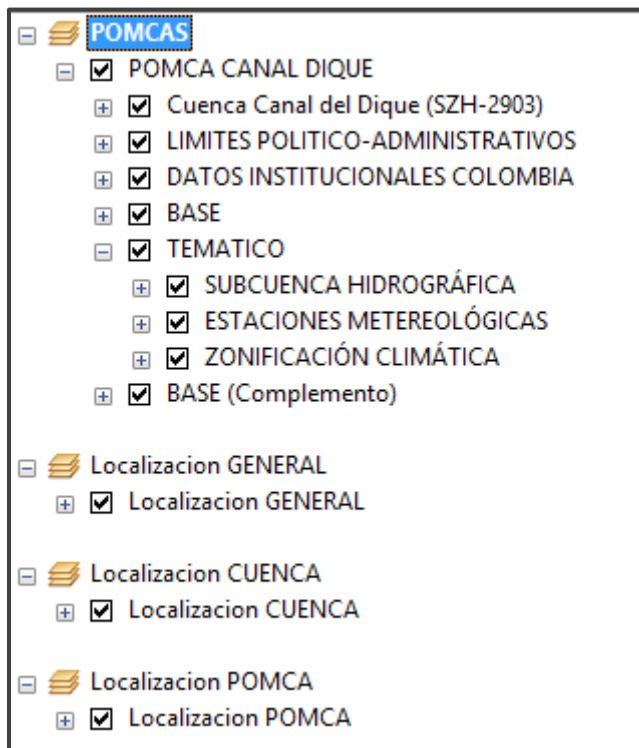 POMCAS
POMCA CANAL DIQUE
Cuenca Canal del Dique (SZH-2903)
LIMITES POLITICO-ADMINISTRATIVOS
DATOS INSTITUCIONALES COLOMBIA
BASE
TEMATICO
SUBCUENCA HIDROGRÁFICA
ESTACIONES METEREOLÓGICAS
ZONIFICACIÓN CLIMÁTICA
BASE (Complemento)
Localizacion GENERAL
Localizacion GENERAL
Localizacion CUENCA
Localizacion CUENCA
Localizacion POMCA
Localizacion POMCA